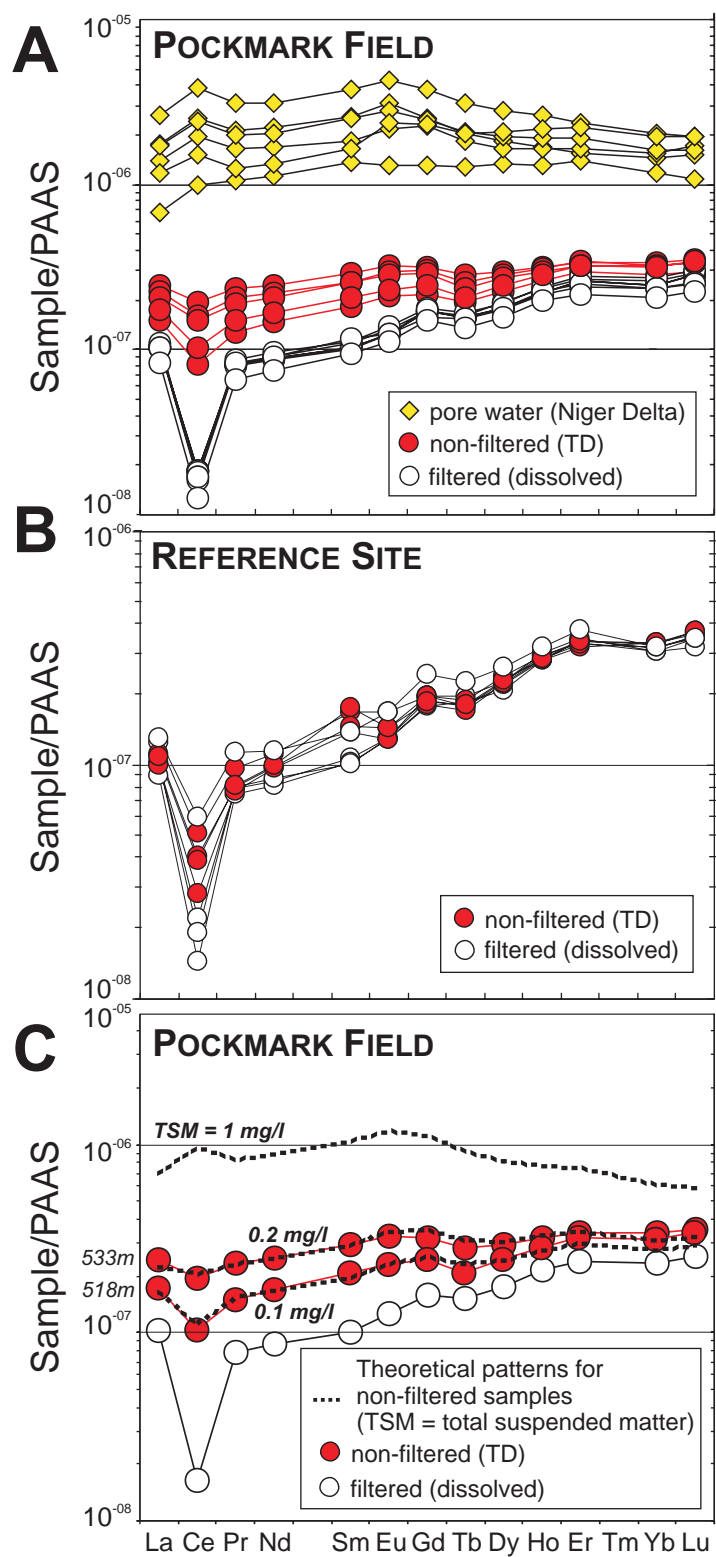 A
POCKMARK FIELD
10-05
10-06
10-07
10-08
Sample/PAAS
pore water (Niger Delta)
non-filtered (TD)
filtered (dissolved)
B
REFERENCE SITE
10-06
10-07
10-08
Sample/PAAS
non-filtered (TD)
filtered (dissolved)
C
POCKMARK FIELD
10-05
10-06
10-07
10-08
Sample/PAAS
TSM = 1 mg/l
0.2 mg/l
533m
518m
0.1 mg/l
Theoretical patterns for
non-filtered samples
(TSM = total suspended matter)
non-filtered (TD)
filtered (dissolved)
La Ce Pr Nd Sm Eu Gd Tb Dy Ho Er Tm Yb Lu